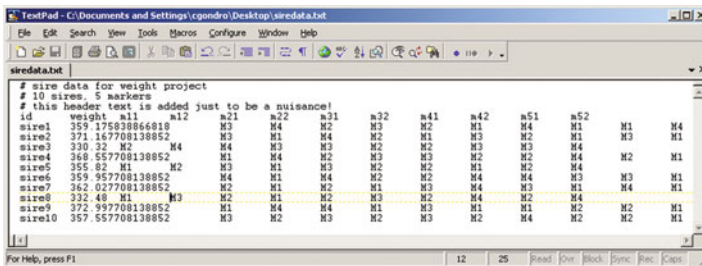 TextPad - C:\Documents and Settings\cgondro\Desktop\siredata.txt
File Edit Search View Tools Macros Configure Window Help
siredata.txt
# sire data for weight project
# 10 sires, 5 markers
# this header text is added just to be a nuisance!
id weight m11 m12 m21 m22 m31 m32 m41 m42 m51 m52
sire1 359.175838866818 M3 M4 M2 M3 M2 M1 M4 M1 M1 M4
sire2 371.167708138852 M3 M1 M4 M2 M1 M3 M2 M1 M3 M1
sire3 330.32 M2 M4 M4 M3 M3 M2 M2 M3 M3 M4
sire4 368.557708138852 M1 M4 M2 M3 M3 M2 M2 M4 M2 M1
sire5 355.82 M1 M2 M3 M1 M3 M2 M2 M2 M3 M4
sire6 359.957708138852 M4 M1 M4 M2 M2 M4 M4 M3 M3 M1
sire7 362.027708138852 M2 M1 M2 M3 M4 M3 M1 M4 M1
sire8 332.48 M1 M3 M2 M1 M2 M3 M2 M4 M2 M4
sire9 372.997708138852 M1 M4 M4 M1 M3 M1 M1 M2 M2 M1
sire10 357.557708138852 M3 M2 M3 M2 M3 M2 M4 M2 M2 M1
For Help, press F1 12 25 Read Ovr Block Sync Rec Caps